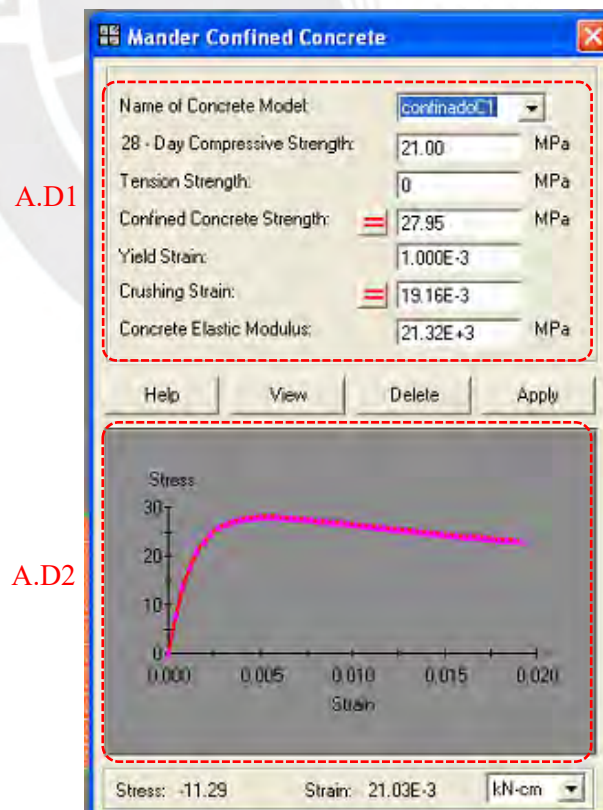 Mander Confined Concrete
A.D1
Name of Concrete Model: confinadoC1
28 - Day Compressive Strength: 21.00 MPa
Tension Strength: 0 MPa
Confined Concrete Strength: = 27.95 MPa
Yield Strain: 1.000E-3
Crushing Strain: = 19.16E-3
Concrete Elastic Modulus: 21.32E+3 MPa
Help View Delete Apply
A.D2
Stress
30
20
10
0
0.000 0.005 0.010 0.015 0.020
Strain
Stress: -11.29 Strain: 21.03E-3 kN-cm